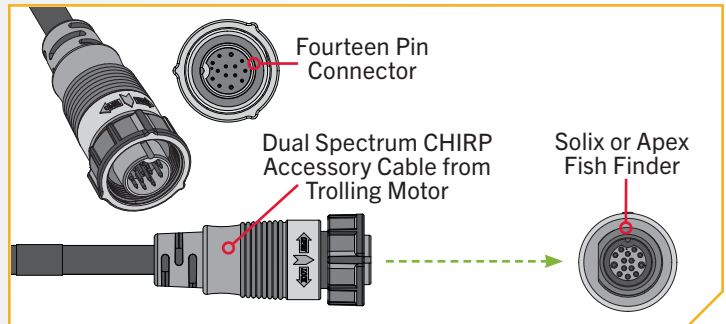 Fourteen Pin
Connector
Dual Spectrum CHIRP
Accessory Cable from
Trolling Motor
Solix or Apex
Fish Finder